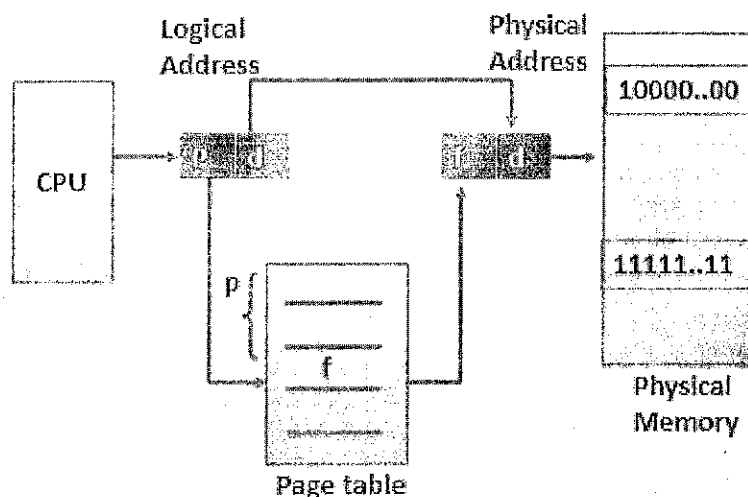 Logical
Address
Physical
Address
10000..00
p d
f d
CPU
11111..11
p
f
Physical
Memory
Page table